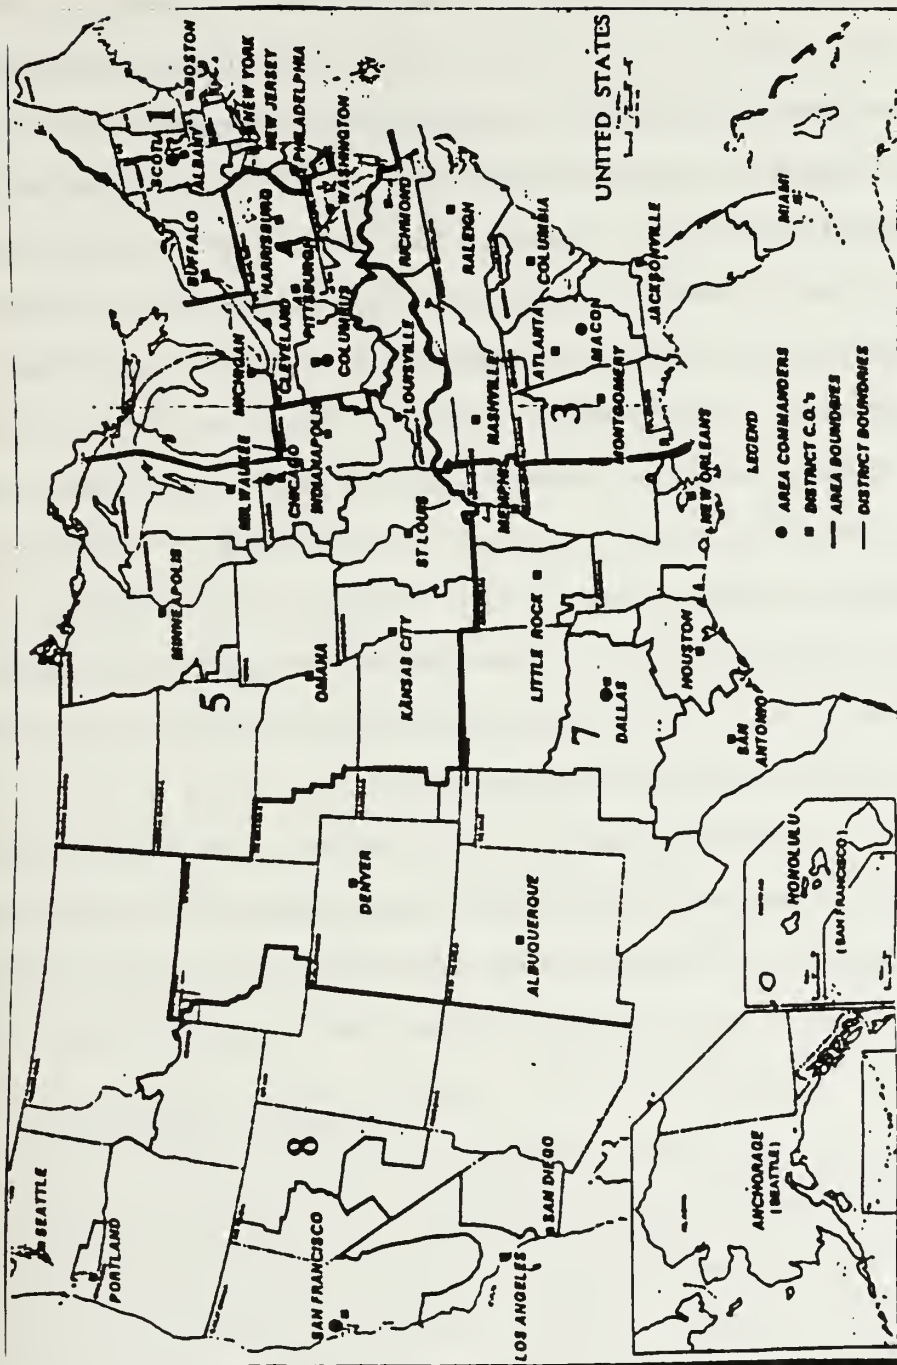 UNITED STATES
SEATTLE
PORTLAND
SAN FRANCISCO
8
LOS ANGELES
SAN DIEGO
DENVER
ALBUQUERQUE
MINNEAPOLIS
5
OMAHA
KANSAS CITY
ST LOUIS
LITTLE ROCK
7
DALLAS
HOUSTON
SAN
ANTONIO
MILWAUKEE
CHICAGO
INDIANAPOLIS
MICHIGAN
CLEVELAND
COLUMBUS
PITTSBURGH
HARRISBURG
4
BUFFALO
SCOTIA
ALBANY
1
BOSTON
NEW YORK
NEW JERSEY
PHILADELPHIA
WASHINGTON
RICHMOND
LOUISVILLE
NASHVILLE
MEMPHIS
RALEIGH
COLUMBIA
ATLANTA
MACON
3
MONTGOMERY
JACKSONVILLE
MIAMI
NEW ORLEANS
ANCHORAGE
(SEATTLE)
HONOLULU
(SAN FRANCISCO)
LEGEND
AREA COMMANDERS
DISTRICT C.O.'s
AREA BOUNDRIES
DISTRICT BOUNDRIES